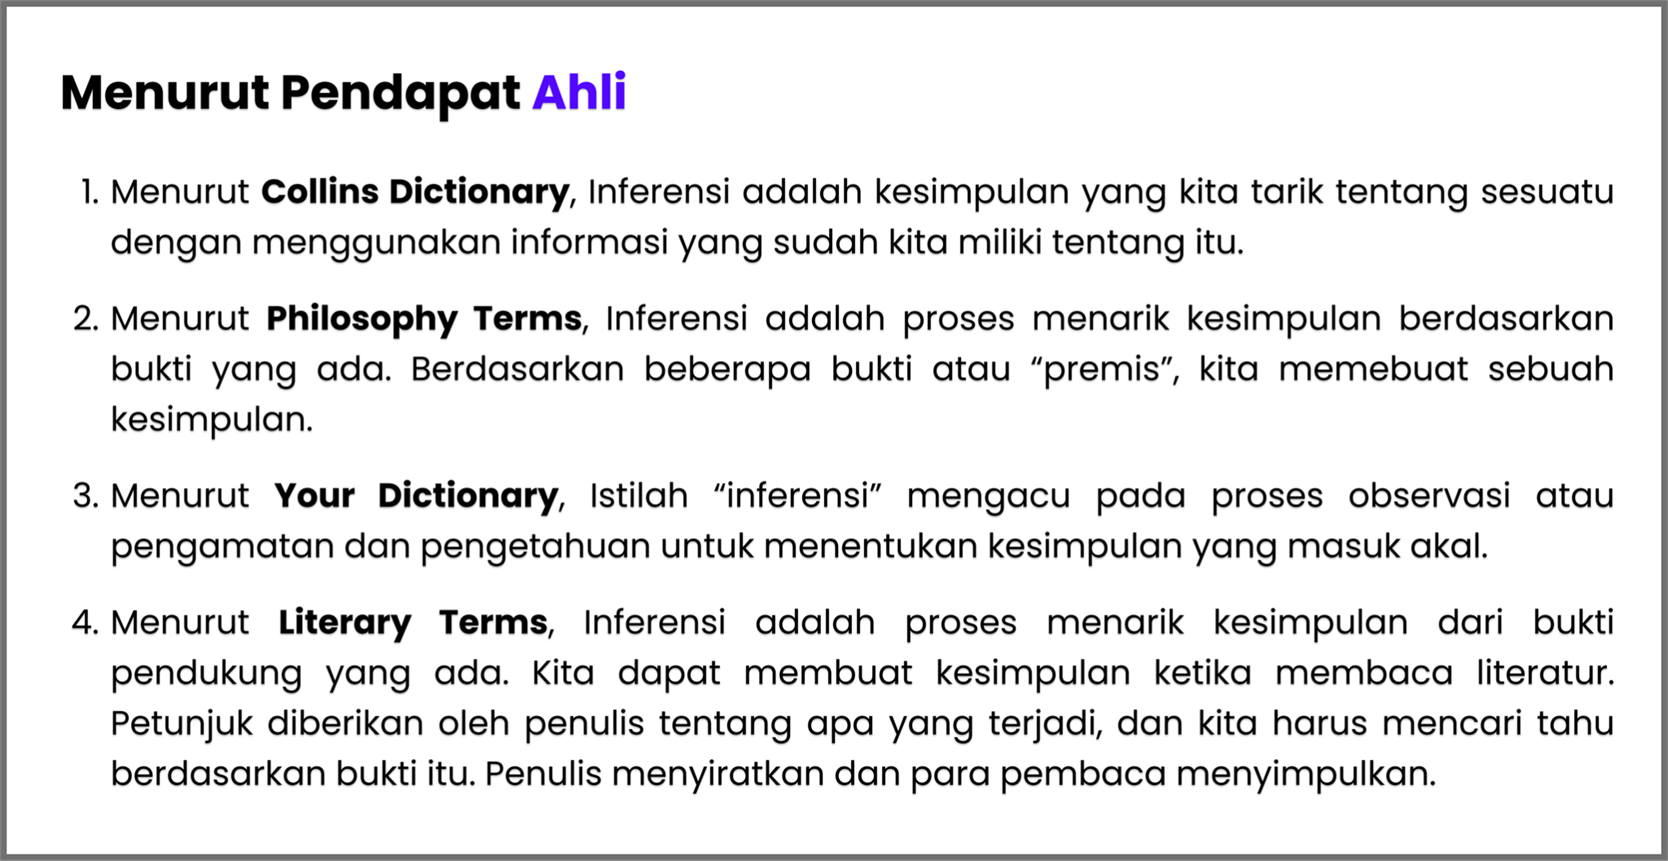 Menurut Pendapat Ahli
1. Menurut Collins Dictionary, Inferensi adalah kesimpulan yang kita tarik tentang sesuatu
dengan menggunakan informasi yang sudah kita miliki tentang itu.
2. Menurut Philosophy Terms, Inferensi adalah proses menarik kesimpulan berdasarkan
bukti yang ada. Berdasarkan beberapa bukti atau “premis”, kita memebuat sebuah
kesimpulan.
3. Menurut Your Dictionary, Istilah “inferensi” mengacu pada proses observasi atau
pengamatan dan pengetahuan untuk menentukan kesimpulan yang masuk akal.
4. Menurut Literary Terms, Inferensi adalah proses menarik kesimpulan dari bukti
pendukung yang ada. Kita dapat membuat kesimpulan ketika membaca literatur.
Petunjuk diberikan oleh penulis tentang apa yang terjadi, dan kita harus mencari tahu
berdasarkan bukti itu. Penulis menyiratkan dan para pembaca menyimpulkan.